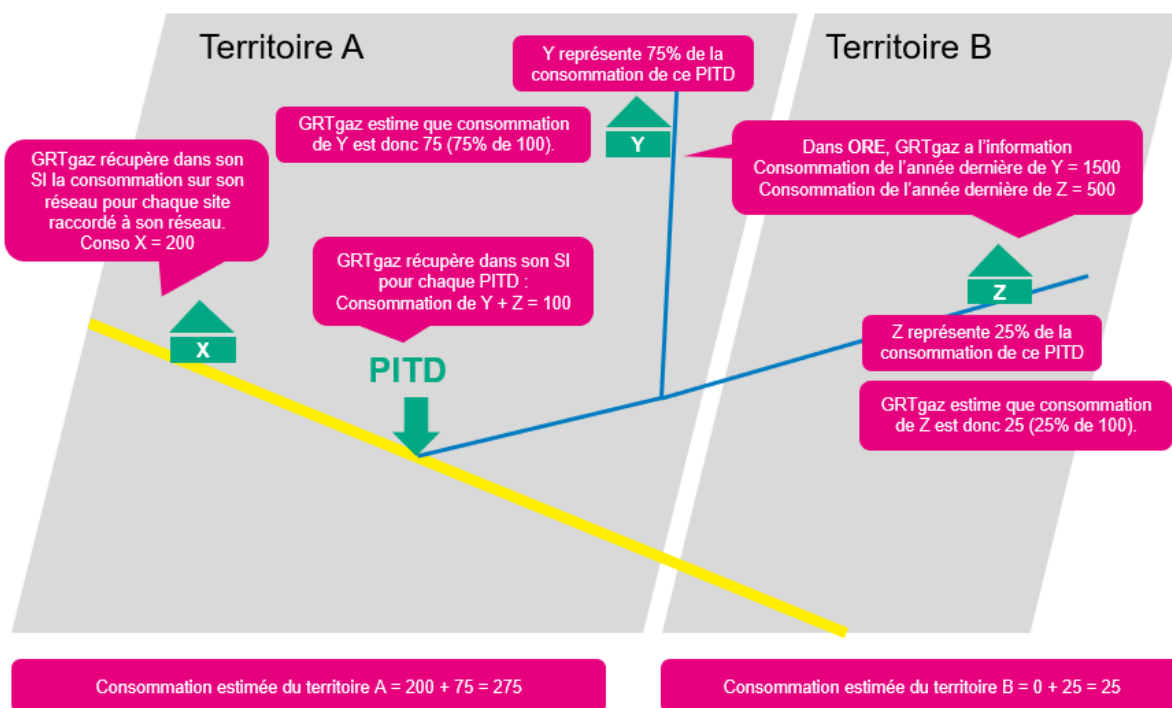 Territoire A
Y représente 75% de la
consommation de ce PITD
Territoire B
GRTgaz estime que consommation
de Y est donc 75 (75% de 100).
Y
Dans ORE, GRTgaz a l'information
Consommation de l'année dernière de Y = 1500
Consommation de l'année dernière de Z = 500
GRTgaz récupère dans son
SI la consommation sur son
réseau pour chaque site
raccordé à son réseau.
Conso X = 200
GRTgaz récupère dans son SI
pour chaque PITD :
Consommation de Y + Z = 100
Z
X
PITD
Z représente 25% de la
consommation de ce PITD
GRTgaz estime que consommation
de Z est donc 25 (25% de 100).
Consommation estimée du territoire A = 200 + 75 = 275
Consommation estimée du territoire B = 0 + 25 = 25